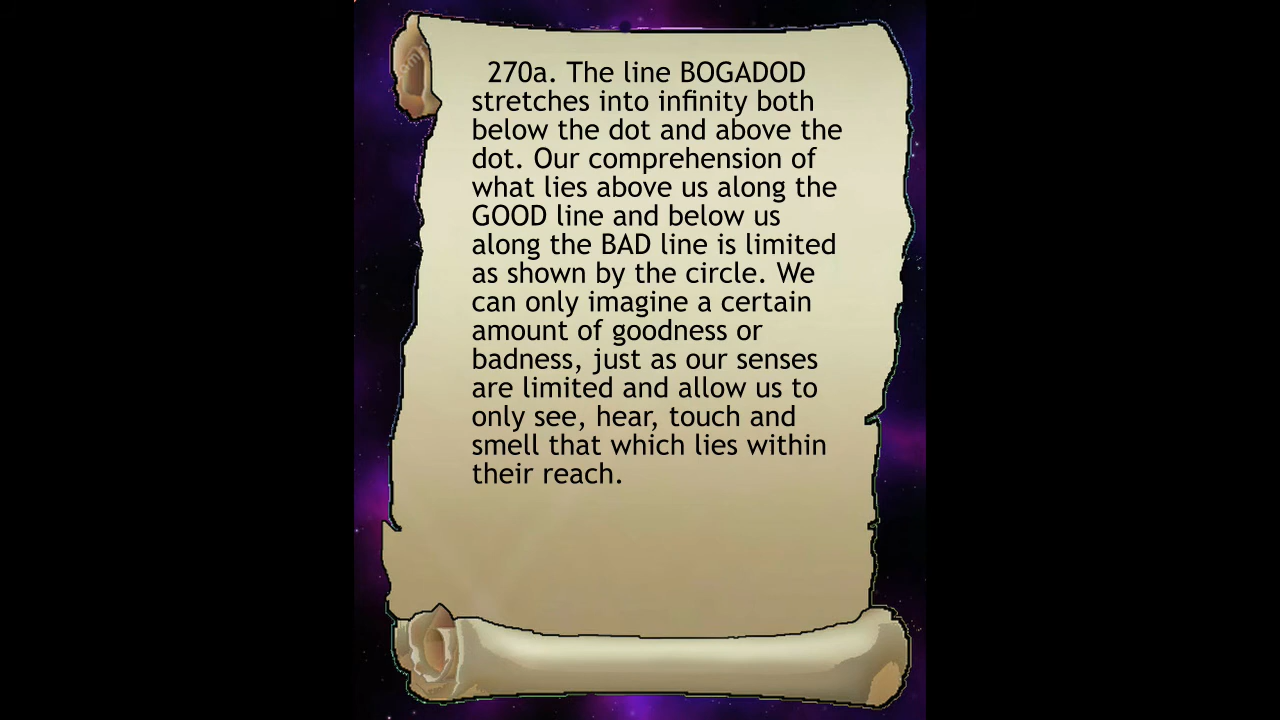 270a. The line BOGADOD
stretches into infinity both
below the dot and above the
dot. Our comprehension of
what lies above us along the
GOOD line and below us
along the BAD line is limited
as shown by the circle. We
can only imagine a certain
amount of goodness or
badness, just as our senses
are limited and allow us to
only see, hear, touch and
smell that which lies within
their reach.